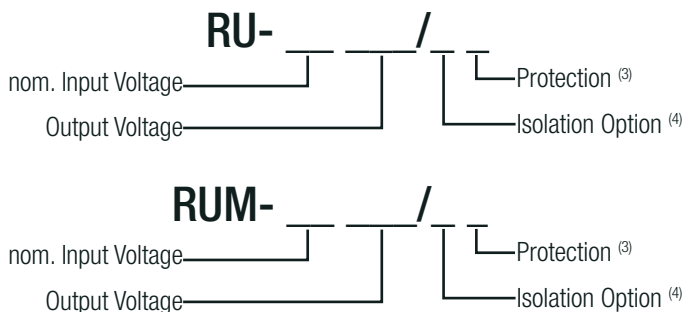 RU- __ ___/_ _
nom. Input Voltage
Protection (3)
Output Voltage
Isolation Option (4)
RUM- __ ___/_ _
nom. Input Voltage
Protection (3)
Output Voltage
Isolation Option (4)